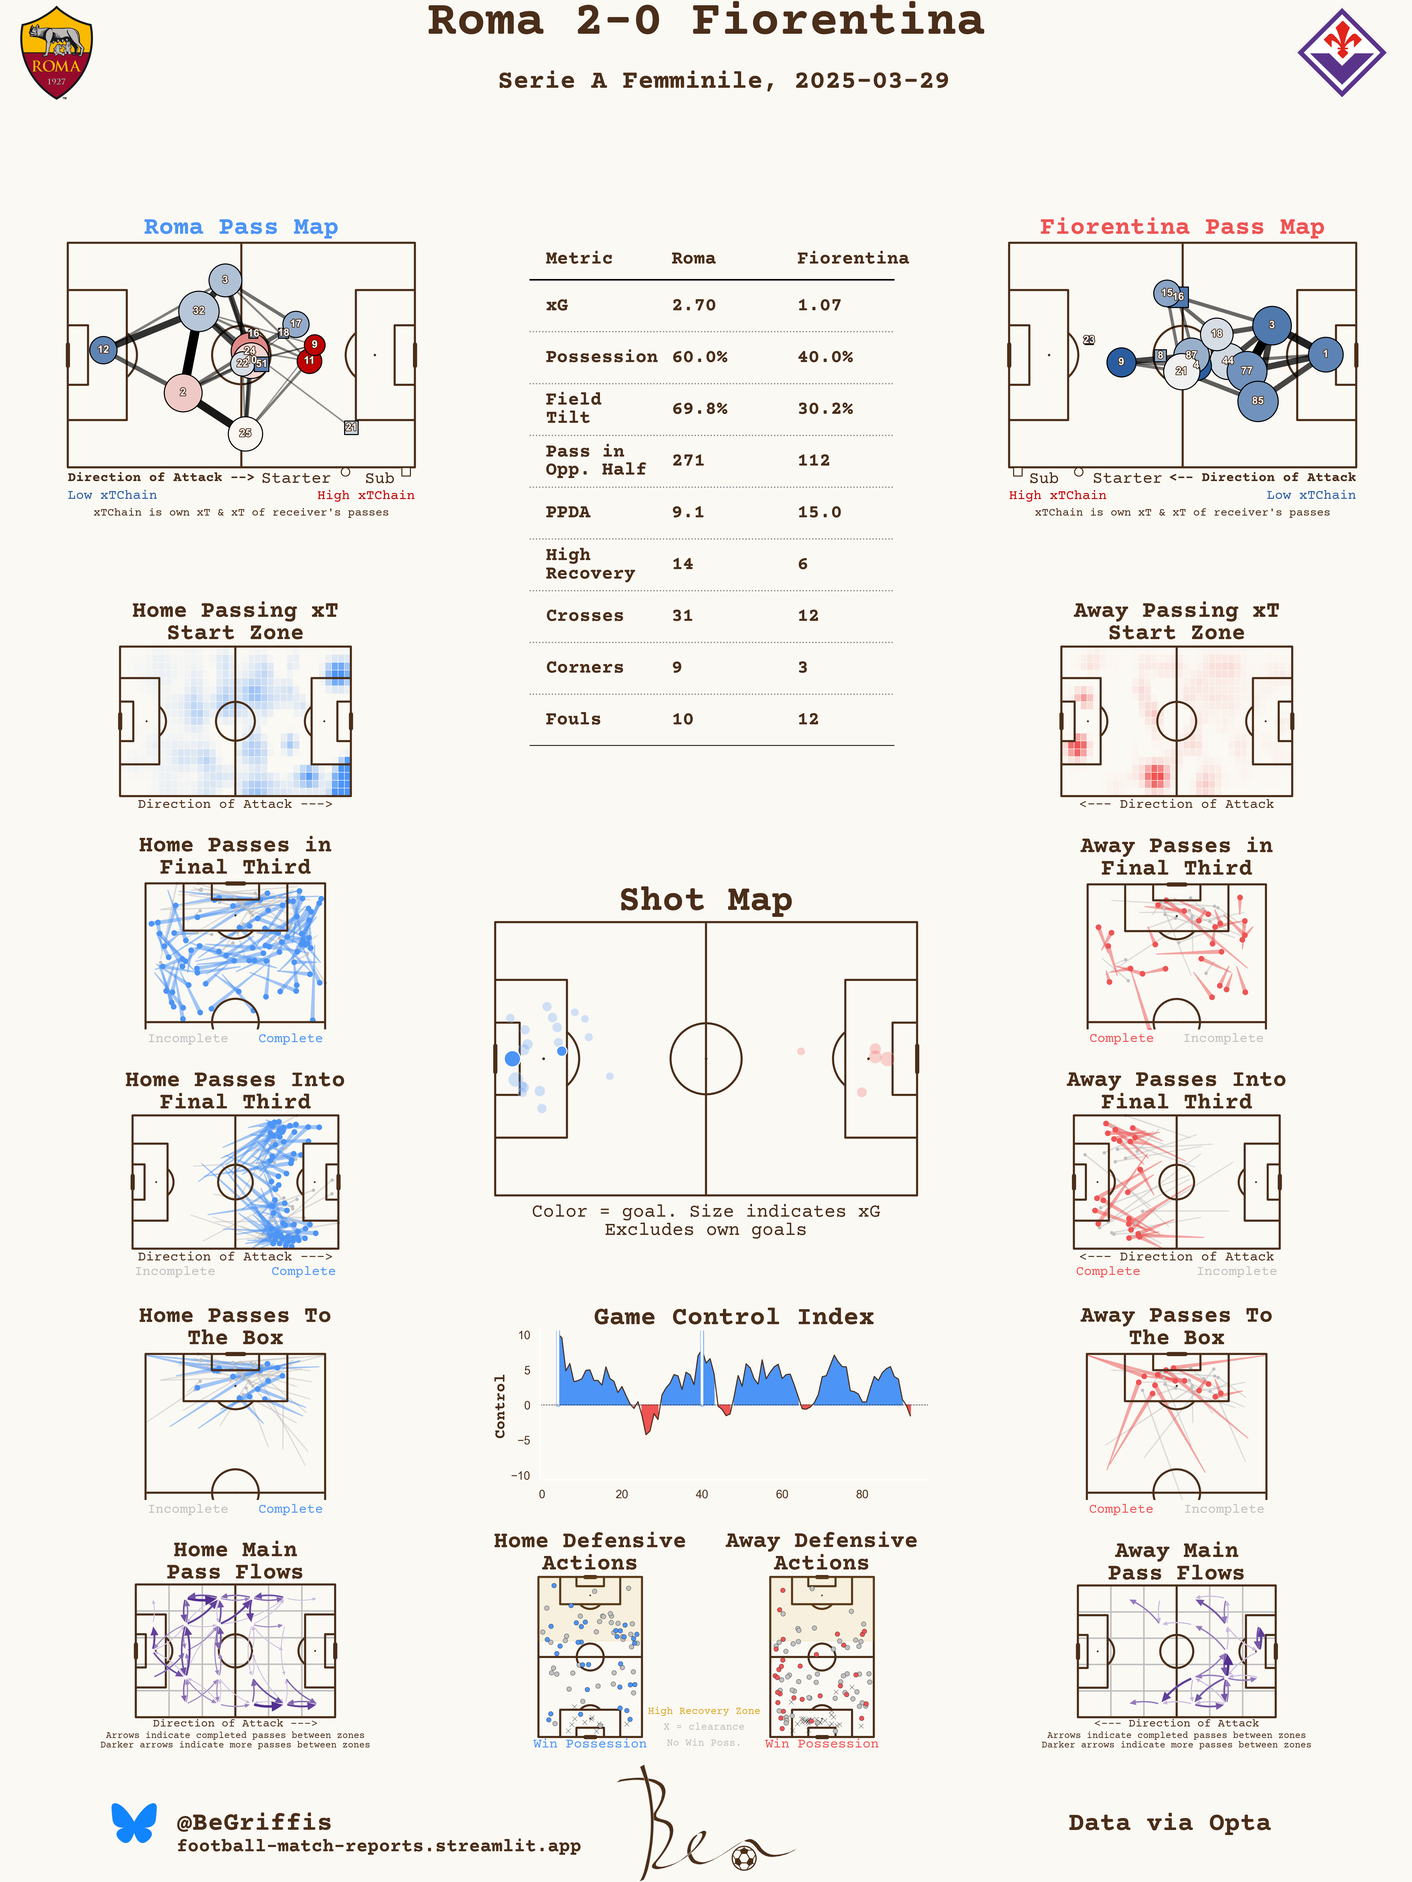 Roma 2-0 Fiorentina
Serie A Femminile, 2025-03-29
ROMA
1927
Roma Pass Map
3
32
17
16
18
9
12
24
10
22
51
11
2
21
25
Direction of Attack --> Starter Sub
Low xTChain High xTChain
xTChain is own xT & xT of receiver's passes
Metric Roma Fiorentina
xG 2.70 1.07
Possession 60.0% 40.0%
Field
Tilt 69.8% 30.2%
Pass in
Opp. Half 271 112
PPDA 9.1 15.0
High
Recovery 14 6
Crosses 31 12
Corners 9 3
Fouls 10 12
Fiorentina Pass Map
15
16
3
18
23
8
87
1
9
4
44
21
77
85
Sub Starter <-- Direction of Attack
High xTChain Low xTChain
xTChain is own xT & xT of receiver's passes
Home Passing xT
Start Zone
Direction of Attack --->
Away Passing xT
Start Zone
<--- Direction of Attack
Home Passes in
Final Third
Incomplete Complete
Shot Map
Color = goal. Size indicates xG
Excludes own goals
Away Passes in
Final Third
Complete Incomplete
Home Passes Into
Final Third
Direction of Attack --->
Incomplete Complete
Away Passes Into
Final Third
<--- Direction of Attack
Complete Incomplete
Home Passes To
The Box
Incomplete Complete
Game Control Index
Control
10
5
0
−5
−10
0 20 40 60 80
Away Passes To
The Box
Complete Incomplete
Home Main
Pass Flows
Direction of Attack --->
Arrows indicate completed passes between zones
Darker arrows indicate more passes between zones
Home Defensive
Actions
Win Possession
High Recovery Zone
X = clearance
No Win Poss.
Away Defensive
Actions
Win Possession
Away Main
Pass Flows
<--- Direction of Attack
Arrows indicate completed passes between zones
Darker arrows indicate more passes between zones
@BeGriffis
football-match-reports.streamlit.app
Ben
Data via Opta